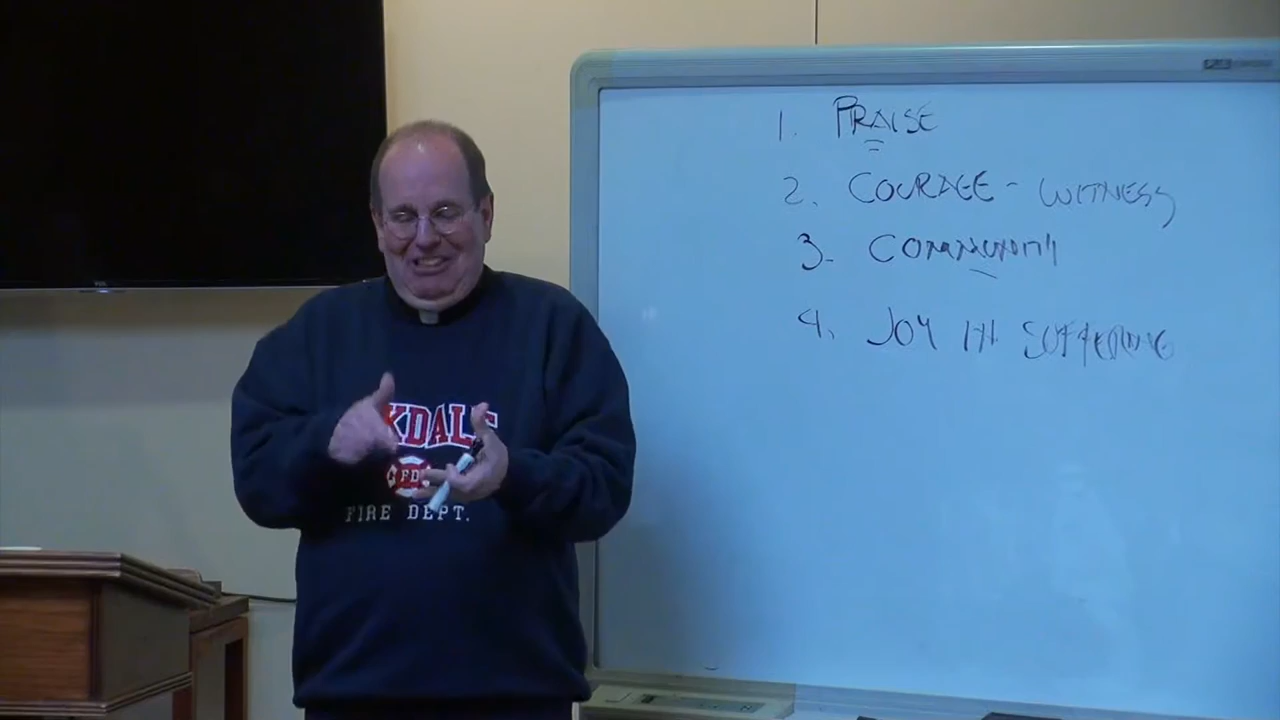 1. PRAISE
2. COURAGE - WITNESS
3. COMMUNITY
4. JOY IN SUFFERING
KDALE
FD
FIRE DEPT.